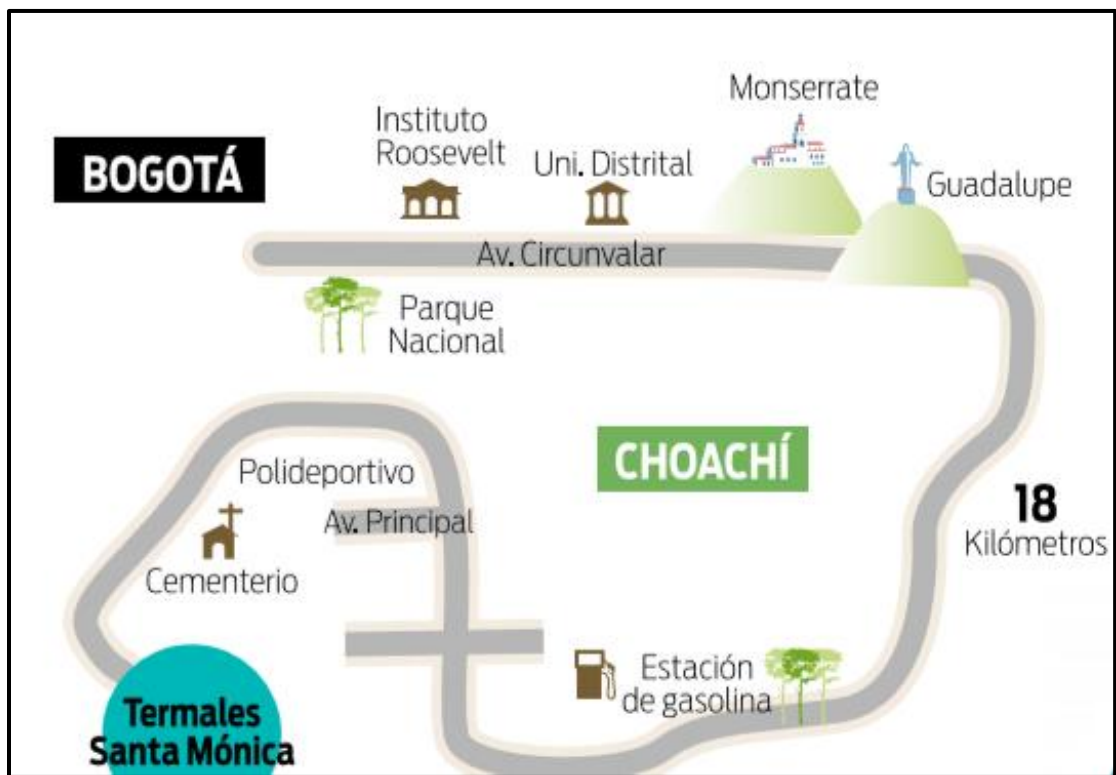 Monserrate
Instituto
Roosevelt
BOGOTÁ
Uni. Distrital
Guadalupe
Av. Circunvalar
Parque
Nacional
CHOACHÍ
Polideportivo
18
Kilómetros
Av. Principal
Cementerio
Estación
de gasolina
Termales
Santa Mónica